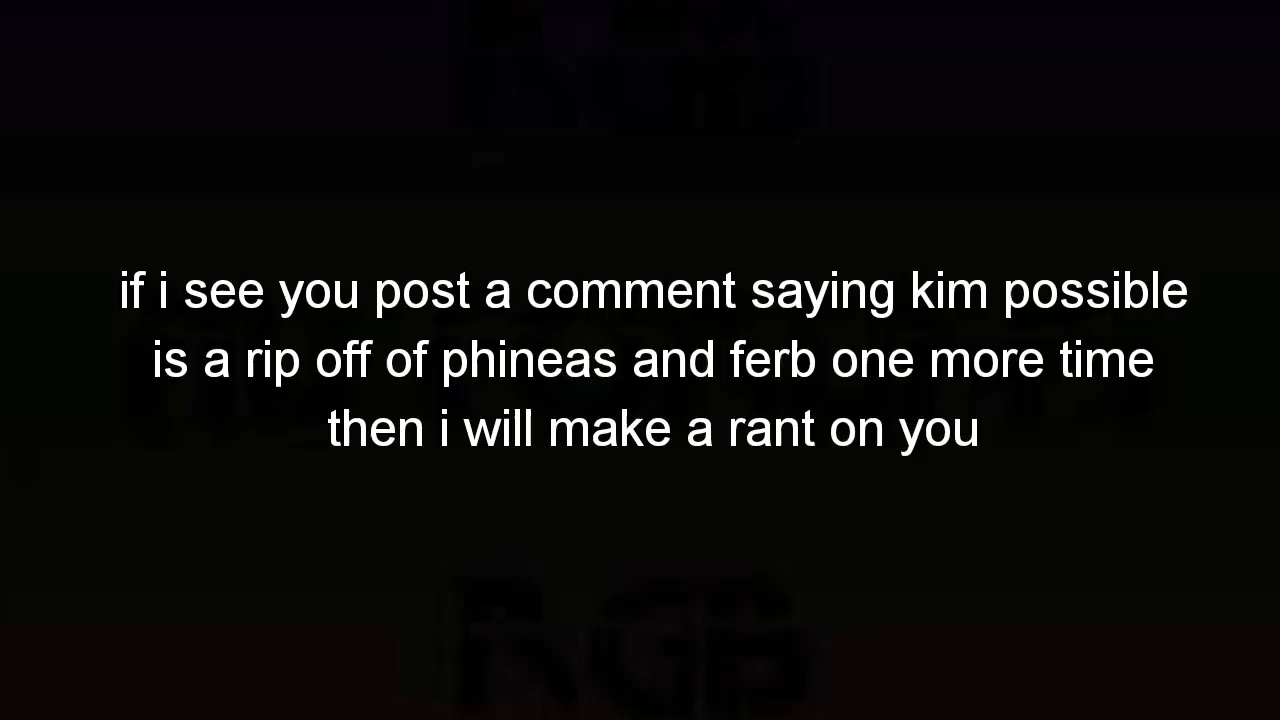 if i see you post a comment saying kim possible
is a rip off of phineas and ferb one more time
then i will make a rant on you